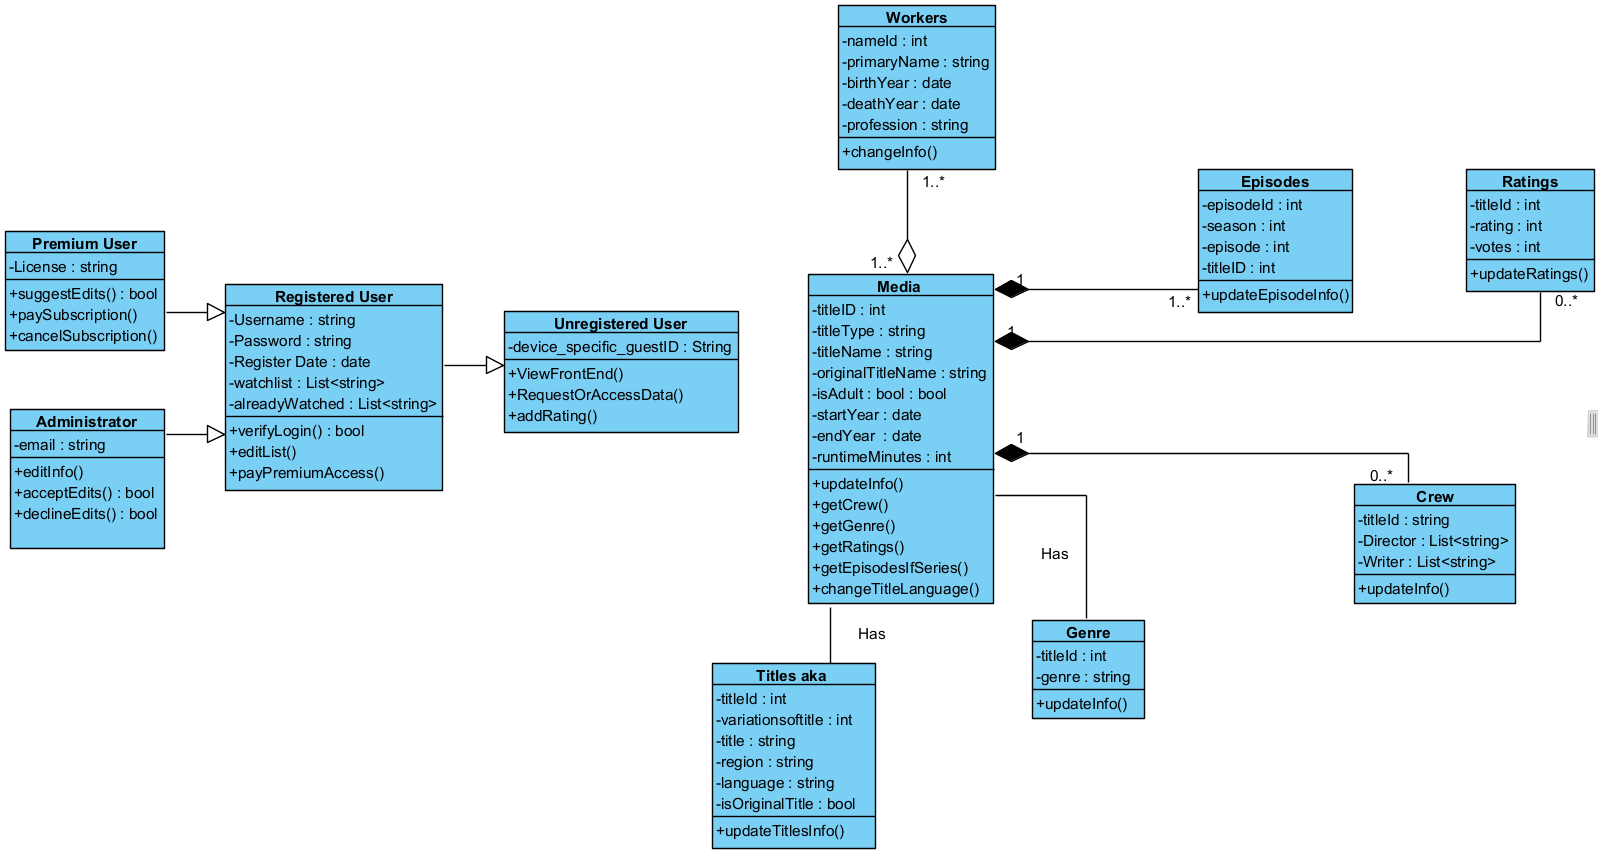 Workers
-nameId : int
-primaryName : string
-birthYear : date
-deathYear : date
-profession : string
+changeInfo()
1..*
1..*
Premium User
-License : string
+suggestEdits() : bool
+paySubscription()
+cancelSubscription()
Administrator
-email : string
+editInfo()
+acceptEdits() : bool
+declineEdits() : bool
Registered User
-Username : string
-Password : string
-Register Date : date
-watchlist : List<string>
-alreadyWatched : List<string>
+verifyLogin() : bool
+editList()
+payPremiumAccess()
Unregistered User
-device_specific_guestID : String
+ViewFrontEnd()
+RequestOrAccessData()
+addRating()
Media
-titleID : int
-titleType : string
-titleName : string
-originalTitleName : string
-isAdult : bool : bool
-startYear : date
-endYear : date
-runtimeMinutes : int
+updateInfo()
+getCrew()
+getGenre()
+getRatings()
+getEpisodesIfSeries()
+changeTitleLanguage()
1
1..*
Episodes
-episodeId : int
-season : int
-episode : int
-titleID : int
+updateEpisodeInfo()
1
0..*
Ratings
-titleId : int
-rating : int
-votes : int
+updateRatings()
1
0..*
Crew
-titleId : string
-Director : List<string>
-Writer : List<string>
+updateInfo()
Has
Genre
-titleId : int
-genre : string
+updateInfo()
Has
Titles aka
-titleId : int
-variationsoftitle : int
-title : string
-region : string
-language : string
-isOriginalTitle : bool
+updateTitlesInfo()